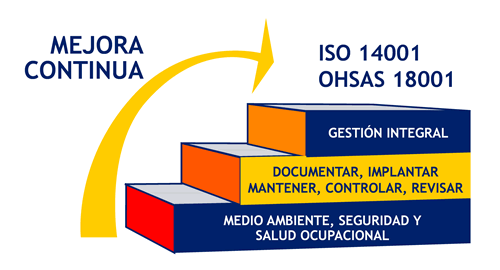 MEJORA
CONTINUA
ISO 14001
OHSAS 18001
GESTIÓN INTEGRAL
DOCUMENTAR, IMPLANTAR
MANTENER, CONTROLAR, REVISAR
MEDIO AMBIENTE, SEGURIDAD Y
SALUD OCUPACIONAL